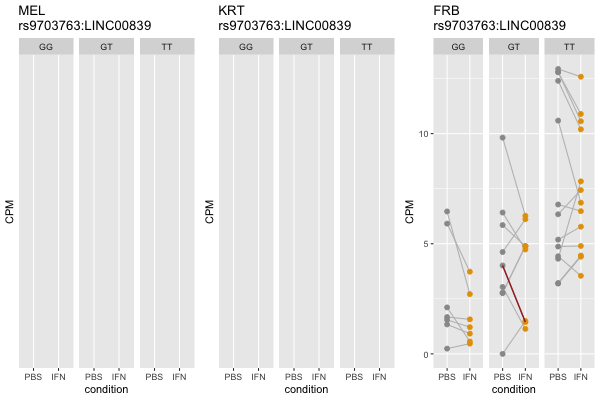 MEL
rs9703763:LINC00839
GG GT TT
CPM
PBS IFN PBS IFN PBS IFN
condition
KRT
rs9703763:LINC00839
GG GT TT
CPM
PBS IFN PBS IFN PBS IFN
condition
FRB
rs9703763:LINC00839
GG GT TT
CPM
10
5
0
PBS IFN PBS IFN PBS IFN
condition